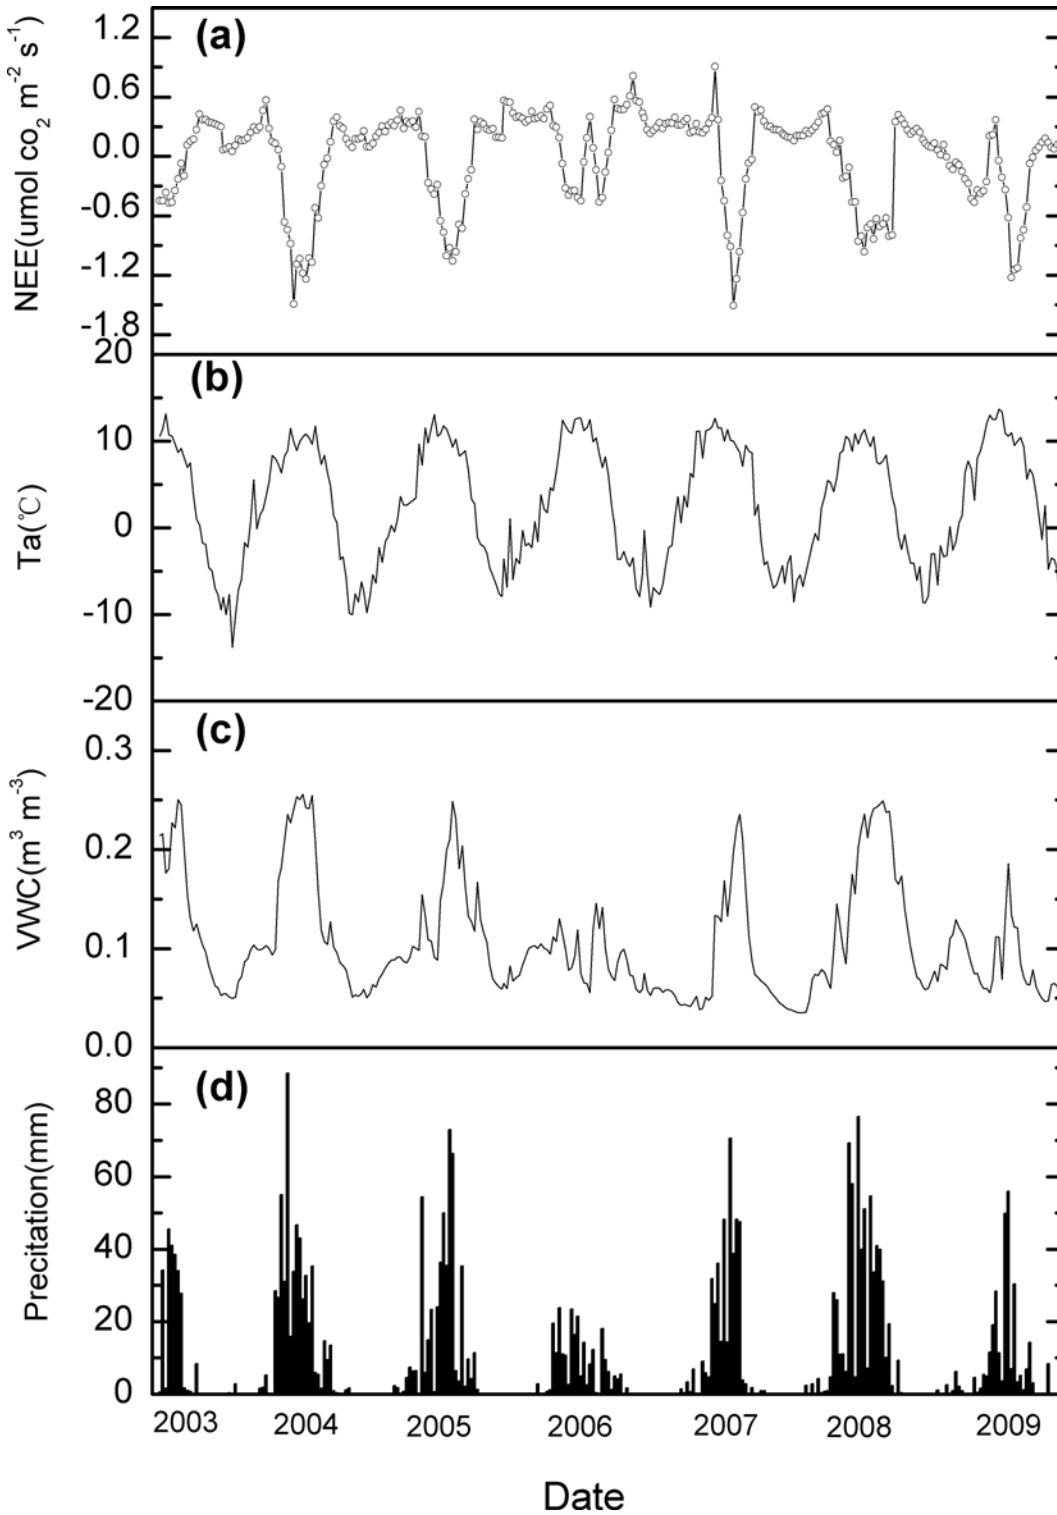 (a)
NEE(umol co₂ m⁻² s⁻¹)
1.2
0.6
0.0
-0.6
-1.2
-1.8
(b)
Ta(℃)
20
10
0
-10
-20
(c)
VWC(m³ m⁻³)
0.3
0.2
0.1
0.0
(d)
Precitation(mm)
80
60
40
20
0
2003 2004 2005 2006 2007 2008 2009
Date